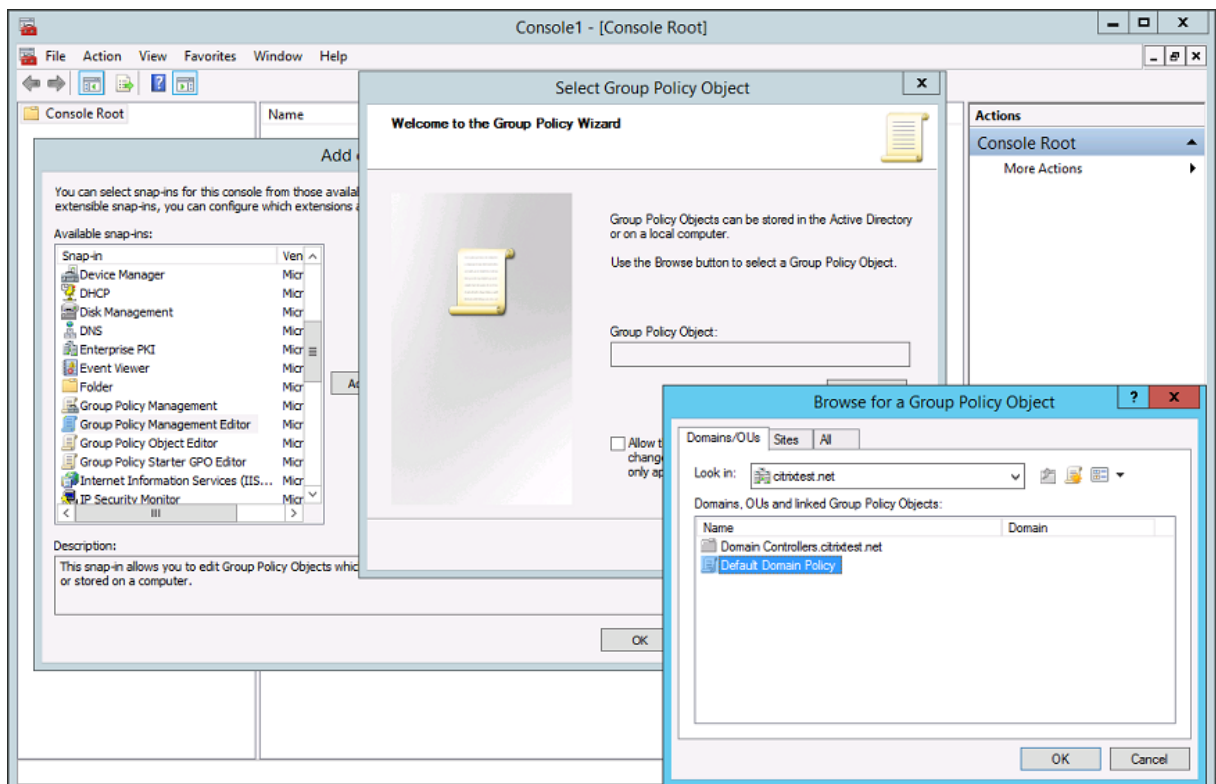 Console1 - [Console Root]
File Action View Favorites Window Help
Console Root
Name
Select Group Policy Object
Welcome to the Group Policy Wizard
Group Policy Objects can be stored in the Active Directory
or on a local computer.
Use the Browse button to select a Group Policy Object.
Group Policy Object:
Allow
only
Actions
Console Root
More Actions
Add
You can select snap-ins for this console from those
extensible snap-ins, you can configure which extensions
Available snap-ins:
Snap-in Ven
Device Manager Micr
DHCP Micr
Disk Management Micr
DNS Micr
Enterprise PKI Micr
Event Viewer Micr
Folder Micr
Group Policy Management Micr
Group Policy Management Editor Micr
Group Policy Object Editor Micr
Group Policy Starter GPO Editor Micr
Internet Information Services (IIS... Micr
IP Security Monitor Micr
Description:
This snap-in allows you to edit Group Policy Objects
or stored on a computer.
OK
Browse for a Group Policy Object
Domains/OUs Sites All
Look in: citrixtest.net
Domains, OUs and linked Group Policy Objects:
Name Domain
Domain Controllers.citrixtest.net
Default Domain Policy
OK Cancel